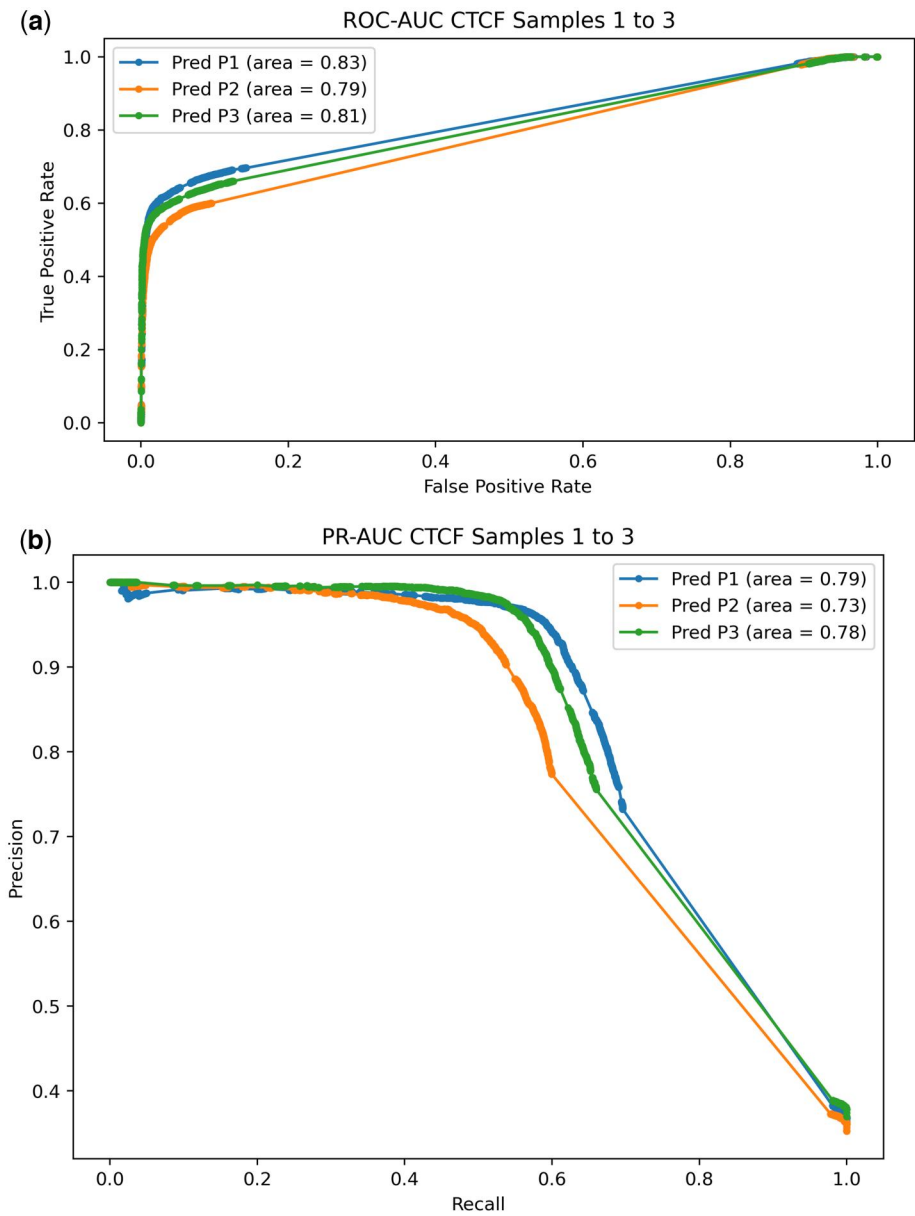 (a)
ROC-AUC CTCF Samples 1 to 3
Pred P1 (area = 0.83)
Pred P2 (area = 0.79)
Pred P3 (area = 0.81)
True Positive Rate
1.0
0.8
0.6
0.4
0.2
0.0
0.0 0.2 0.4 0.6 0.8 1.0
False Positive Rate
(b)
PR-AUC CTCF Samples 1 to 3
Pred P1 (area = 0.79)
Pred P2 (area = 0.73)
Pred P3 (area = 0.78)
Precision
1.0
0.9
0.8
0.7
0.6
0.5
0.4
0.0 0.2 0.4 0.6 0.8 1.0
Recall